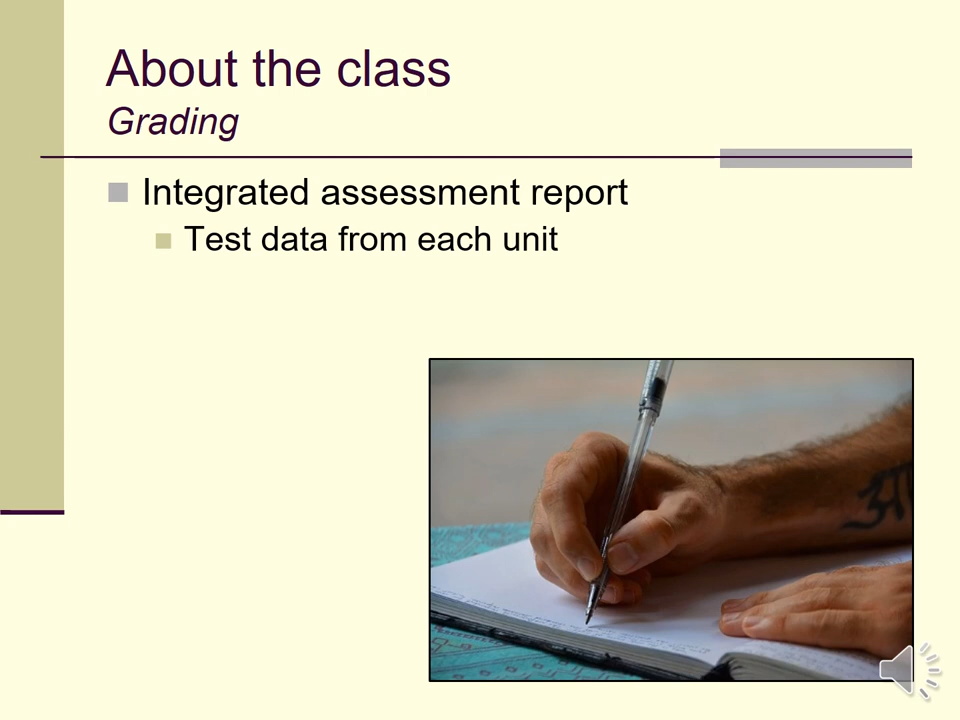 About the class
Grading
Integrated assessment report
Test data from each unit